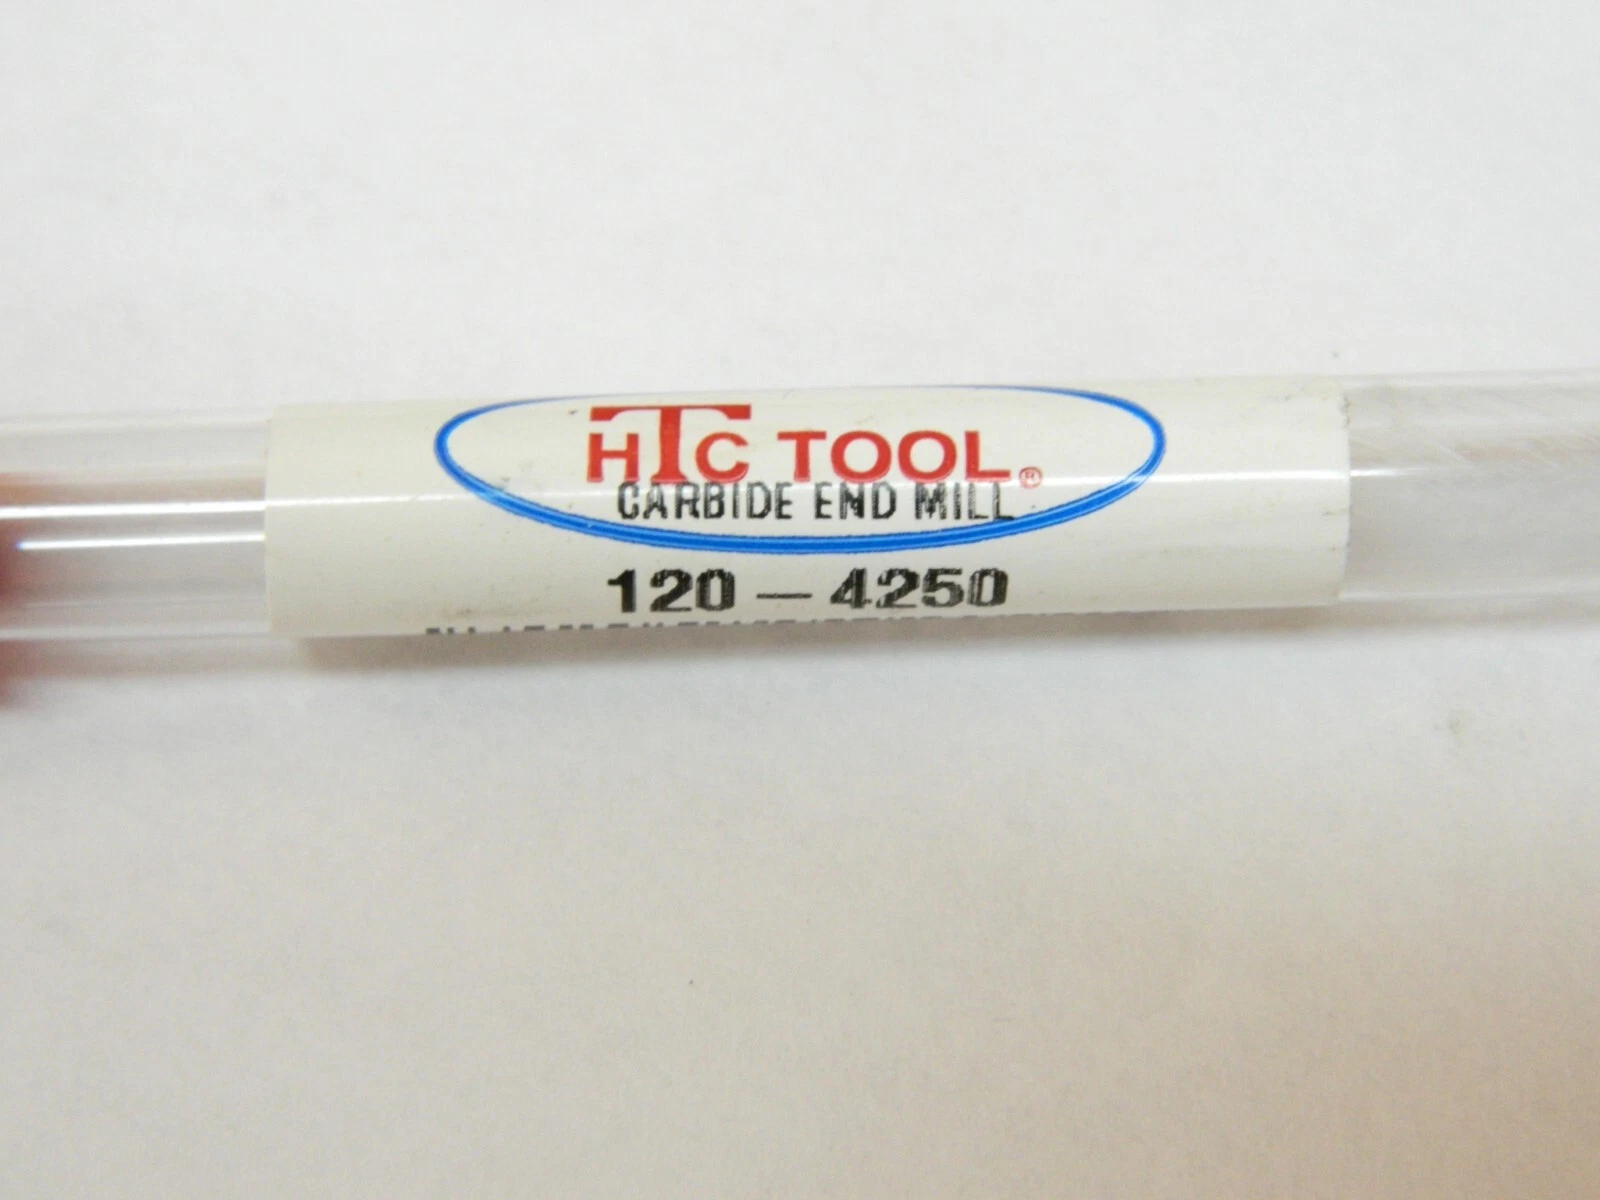 HTC TOOL®
CARBIDE END MILL
120 — 4250